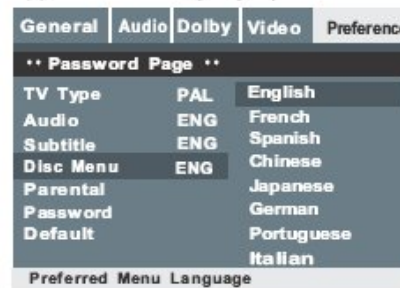 General Audio Dolby Video Preference
·· Password Page ··
TV Type PAL English
Audio ENG French
Subtitle ENG Spanish
Disc Menu ENG Chinese
Parental Japanese
Password German
Default Portuguese
Italian
Preferred Menu Language